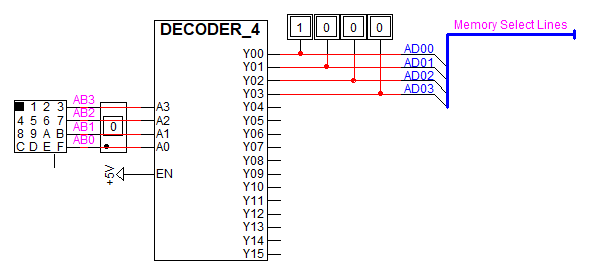 DECODER_4
1 0 0 0
Memory Select Lines
Y00
AD00
Y01
AD01
Y02
AD02
Y03
AD03
AB3
AB2
AB1
AB0
1 2 3
4 5 6 7
8 9 A B
C D E F
0
A3
A2
A1
A0
+5V
EN
Y04
Y05
Y06
Y07
Y08
Y09
Y10
Y11
Y12
Y13
Y14
Y15